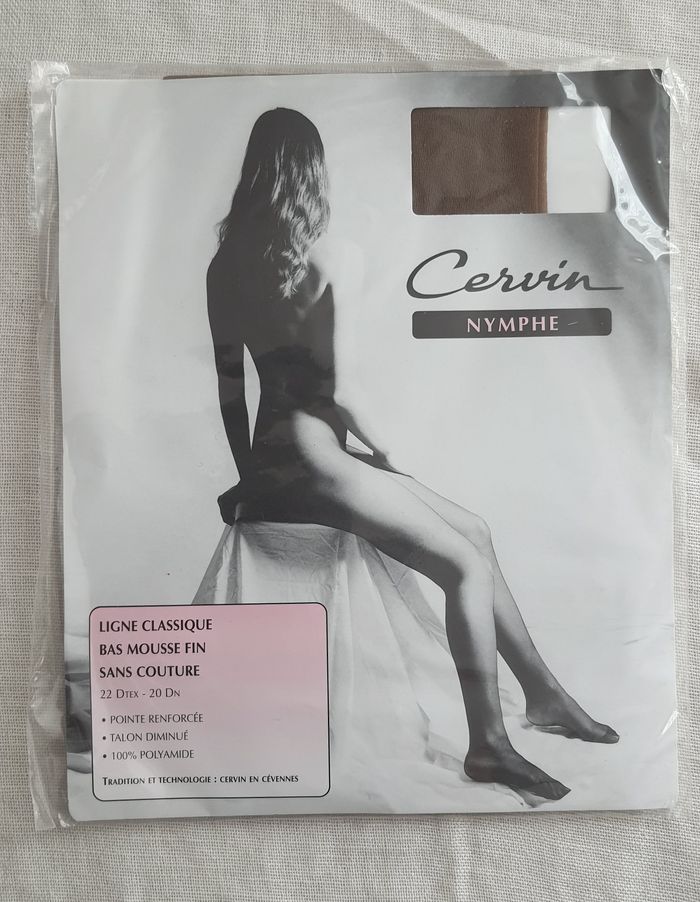 Cervin
NYMPHE
LIGNE CLASSIQUE
BAS MOUSSE FIN
SANS COUTURE
22 DTEX - 20 DN
• POINTE RENFORCÉE
• TALON DIMINUÉ
• 100% POLYAMIDE
TRADITION ET TECHNOLOGIE : CERVIN EN CÉVENNES